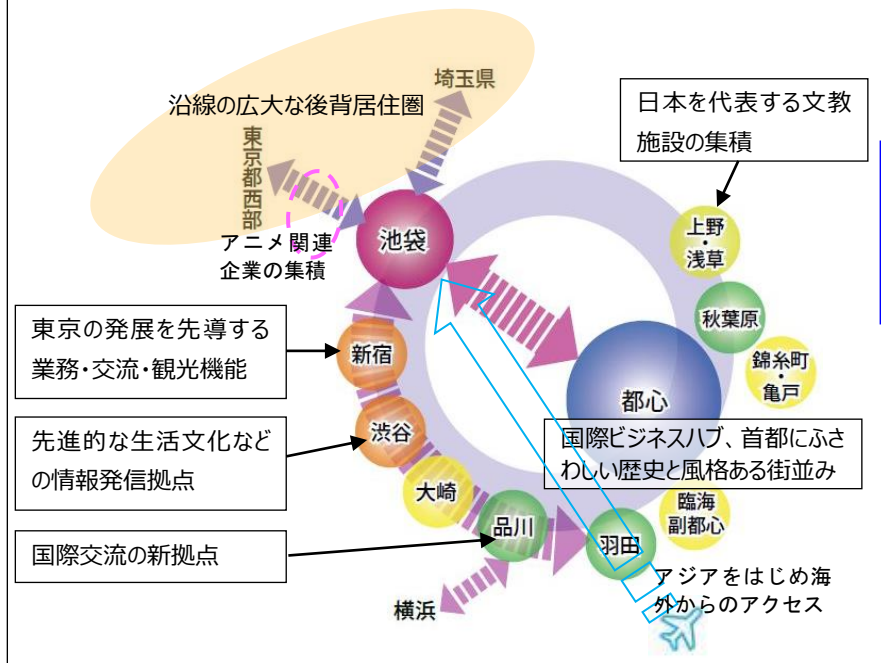 埼玉県
沿線の広大な後背居住圏
東京都西部
日本を代表する文教
施設の集積
アニメ関連
企業の集積
池袋
上野
・
浅草
秋葉原
東京の発展を先導する
業務・交流・観光機能
新宿
錦糸町
・
亀戸
都心
先進的な生活文化など
の情報発信拠点
渋谷
国際ビジネスハブ、首都にふさ
わしい歴史と風格ある街並み
大崎
臨海
副都心
品川
国際交流の新拠点
羽田
アジアをはじめ海
外からのアクセス
横浜